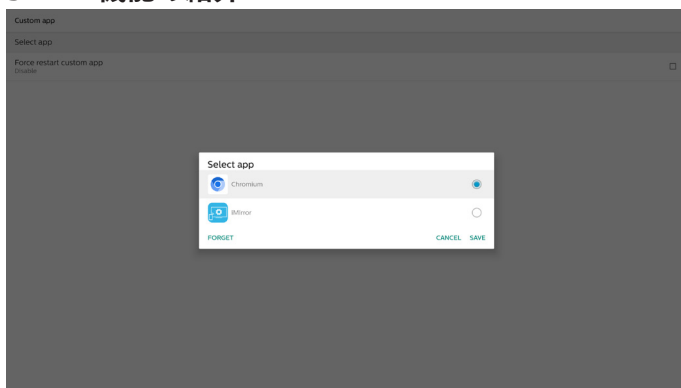 Custom app
Select app
Force restart custom app
Disable
Select app
Chromium
iMirror
FORGET
CANCEL SAVE